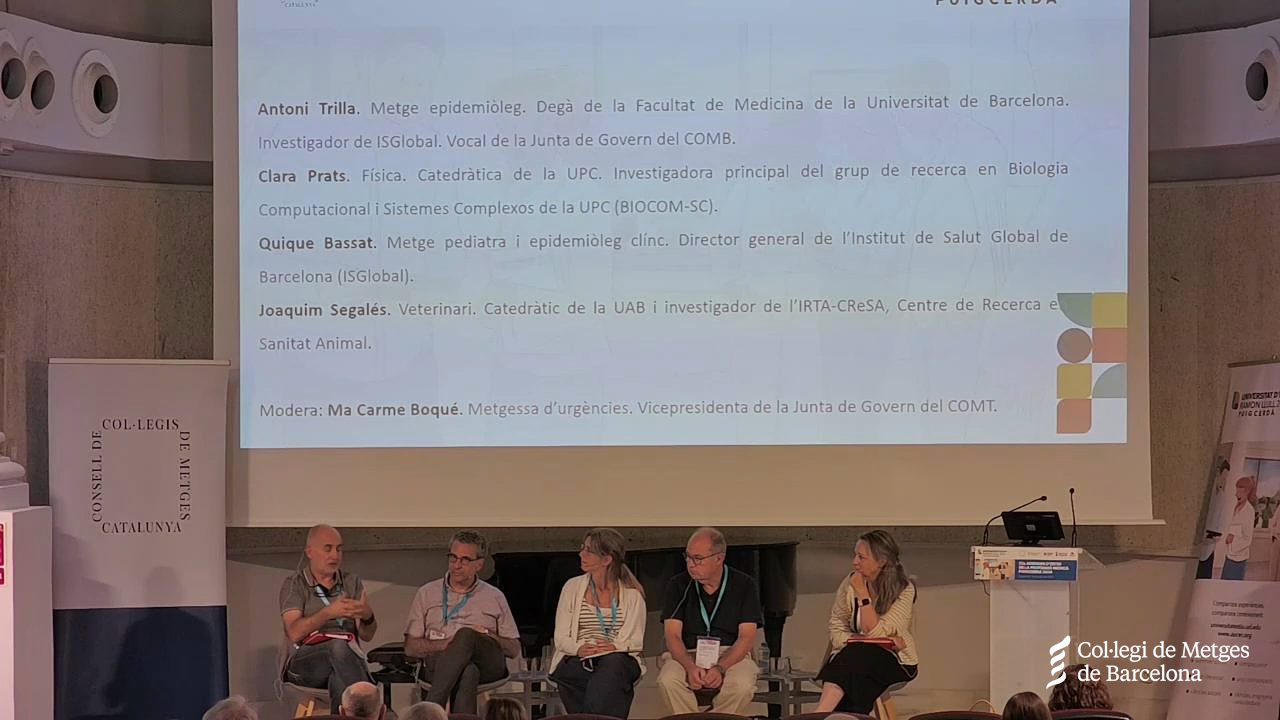 CATALUNYA
PUIGCERDÀ
Antoni Trilla. Metge epidemiòleg. Degà de la Facultat de Medicina de la Universitat de Barcelona.
Investigador de ISGlobal. Vocal de la Junta de Govern del COMB.
Clara Prats. Física. Catedràtica de la UPC. Investigadora principal del grup de recerca en Biologia
Computacional i Sistemes Complexos de la UPC (BIOCOM-SC).
Quique Bassat. Metge pediatra i epidemiòleg clínc. Director general de l'Institut de Salut Global de
Barcelona (ISGlobal).
Joaquim Segalés. Veterinari. Catedràtic de la UAB i investigador de l'IRTA-CReSA, Centre de Recerca e
Sanitat Animal.
Modera: Ma Carme Boqué. Metgessa d'urgències. Vicepresidenta de la Junta de Govern del COMT.
CONSELL DE
COL·LEGIS
DE METGES
CATALUNYA
UNIVERSITAT D'
RAMON LLULL
PUIGCERDÀ
Col·legi de Metges
de Barcelona